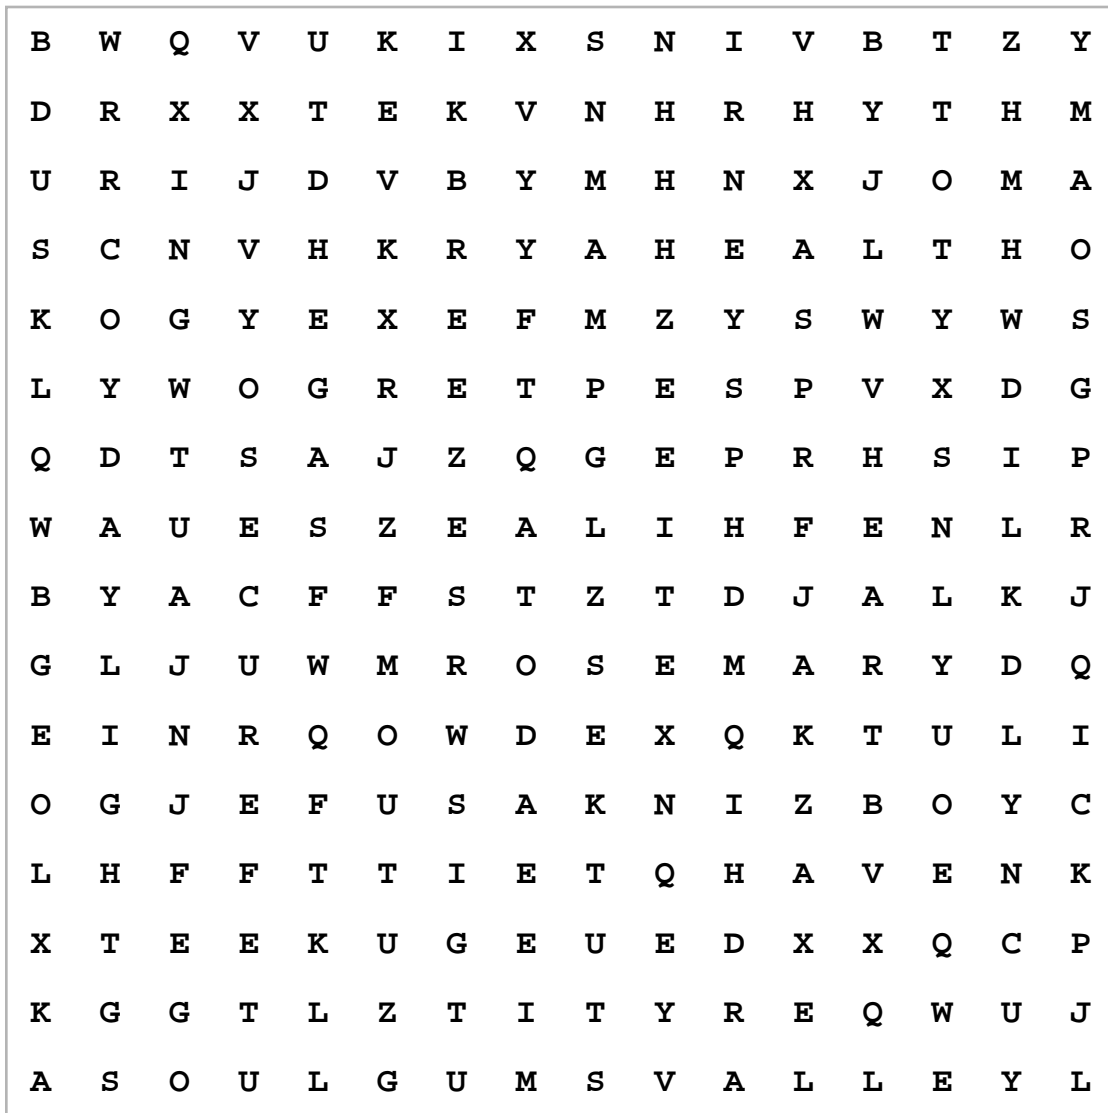 B W Q V U K I X S N I V B T Z Y
D R X X T E K V N H R H Y T H M
U R I J D V B Y M H N X J O M A
S C N V H K R Y A H E A L T H O
K O G Y E X E F M Z Y S W Y W S
L Y W O G R E T P E S P V X D G
Q D T S A J Z Q G E P R H S I P
W A U E S Z E A L I H F E N L R
B Y A C F F S T Z T D J A L K J
G L J U W M R O S E M A R Y D Q
E I N R Q O W D E X Q K T U L I
O G J E F U S A K N I Z B O Y C
L H F F T T I E T Q H A V E N K
X T E E K U G E U E D X X Q C P
K G G T L Z T I T Y R E Q W U J
A S O U L G U M S V A L L E Y L